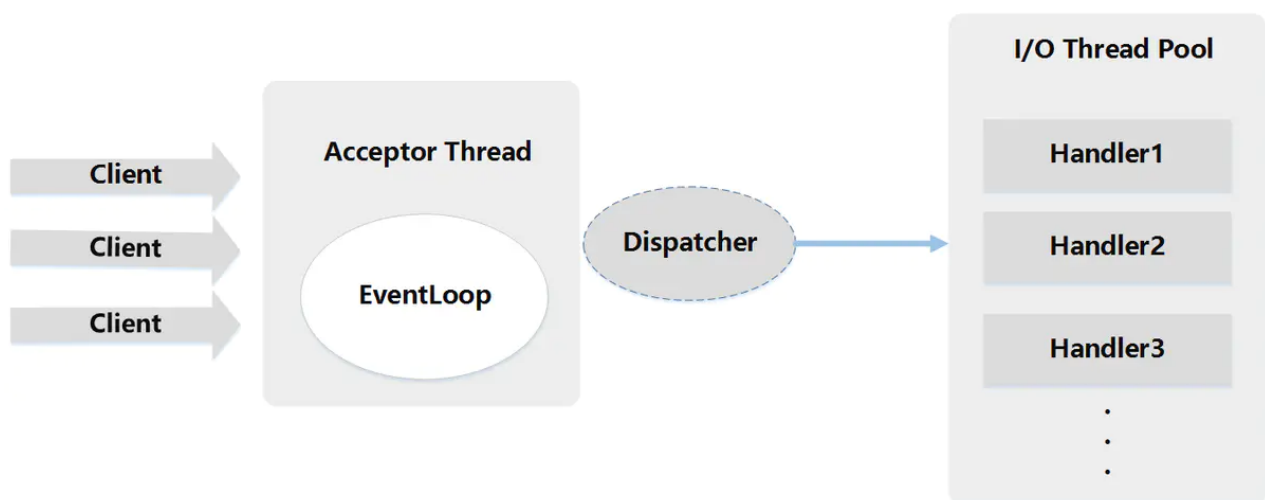 Client
Client
Client
Acceptor Thread
EventLoop
Dispatcher
I/O Thread Pool
Handler1
Handler2
Handler3